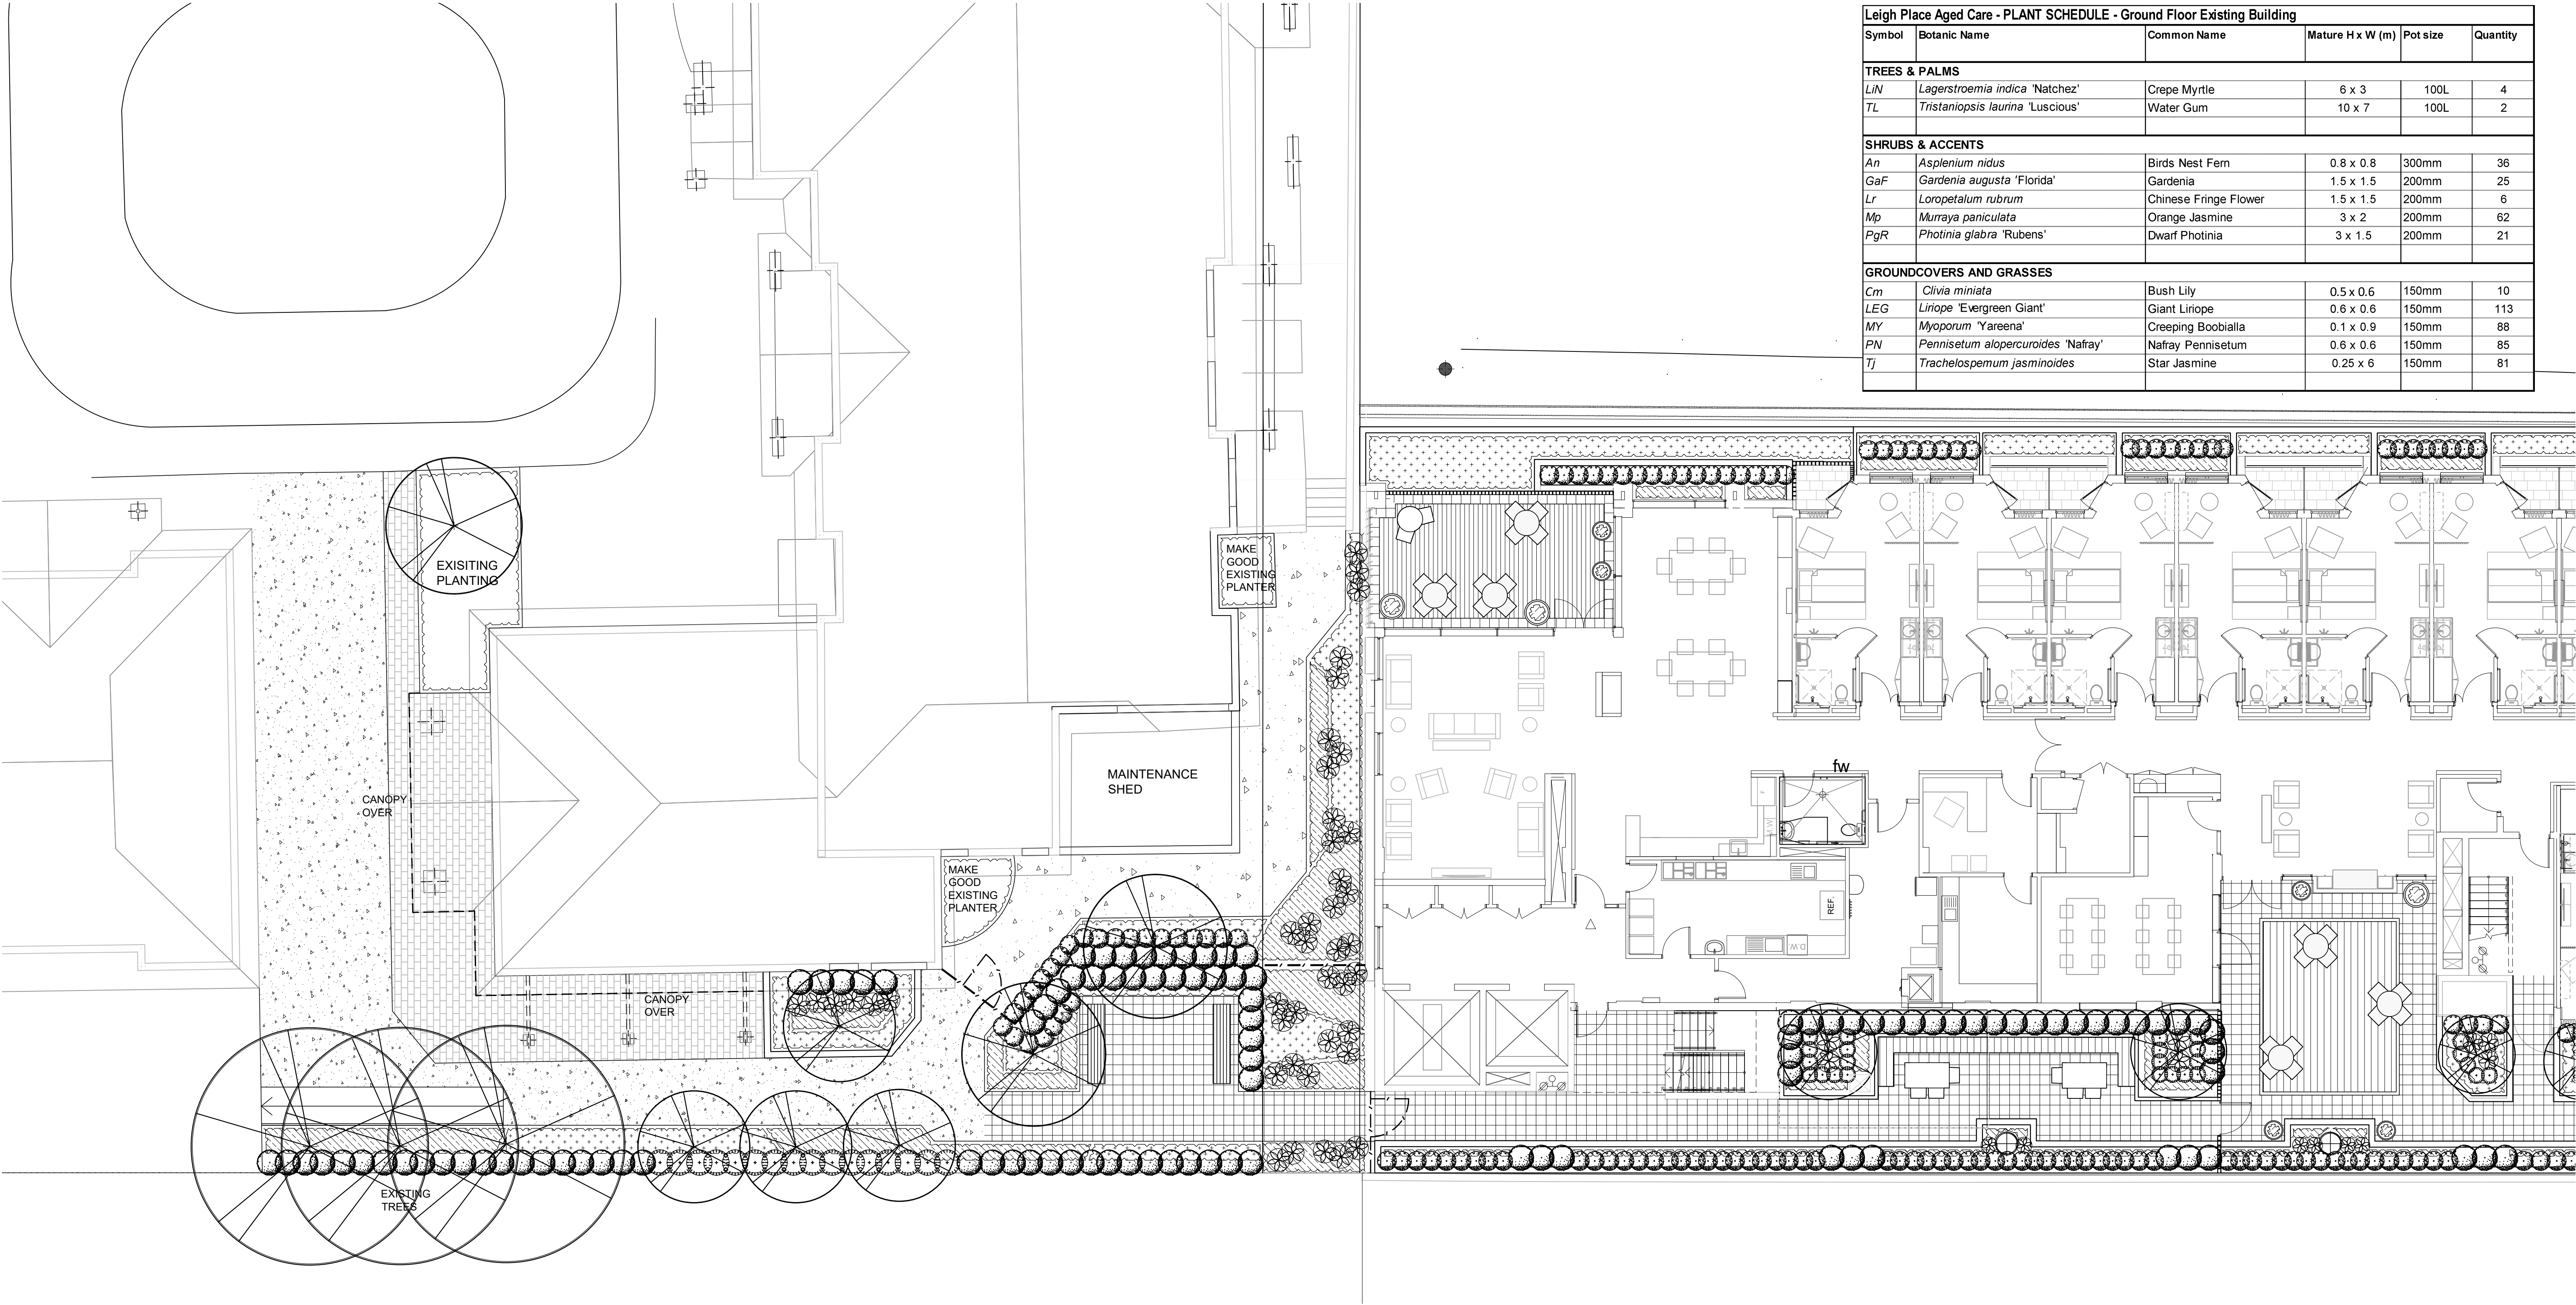 Leigh Place Aged Care - PLANT SCHEDULE - Ground Floor Existing Building
Symbol Botanic Name Common Name Mature H x W (m) Pot size Quantity
TREES & PALMS
LiN Lagerstroemia indica 'Natchez' Crepe Myrtle 6 x 3 100L 4
TL Tristaniopsis laurina 'Luscious' Water Gum 10 x 7 100L 2
SHRUBS & ACCENTS
An Asplenium nidus Birds Nest Fern 0.8 x 0.8 300mm 36
GaF Gardenia augusta 'Florida' Gardenia 1.5 x 1.5 200mm 25
Lr Loropetalum rubrum Chinese Fringe Flower 1.5 x 1.5 200mm 6
Mp Murraya paniculata Orange Jasmine 3 x 2 200mm 62
PgR Photinia glabra 'Rubens' Dwarf Photinia 3 x 1.5 200mm 21
GROUNDCOVERS AND GRASSES
Cm Clivia miniata Bush Lily 0.5 x 0.6 150mm 10
LEG Liriope 'Evergreen Giant' Giant Liriope 0.6 x 0.6 150mm 113
MY Myoporum 'Yareena' Creeping Boobialla 0.1 x 0.9 150mm 88
PN Pennisetum alopercuroides 'Nafray' Nafray Pennisetum 0.6 x 0.6 150mm 85
Tj Trachelospemum jasminoides Star Jasmine 0.25 x 6 150mm 81
EXISITING
PLANTING
MAKE
GOOD
EXISTING
PLANTER
MAINTENANCE
SHED
CANOPY
OVER
fw
MAKE
GOOD
EXISTING
PLANTER
REF.
D.W
M.W
CANOPY
OVER
EXISTING
TREES